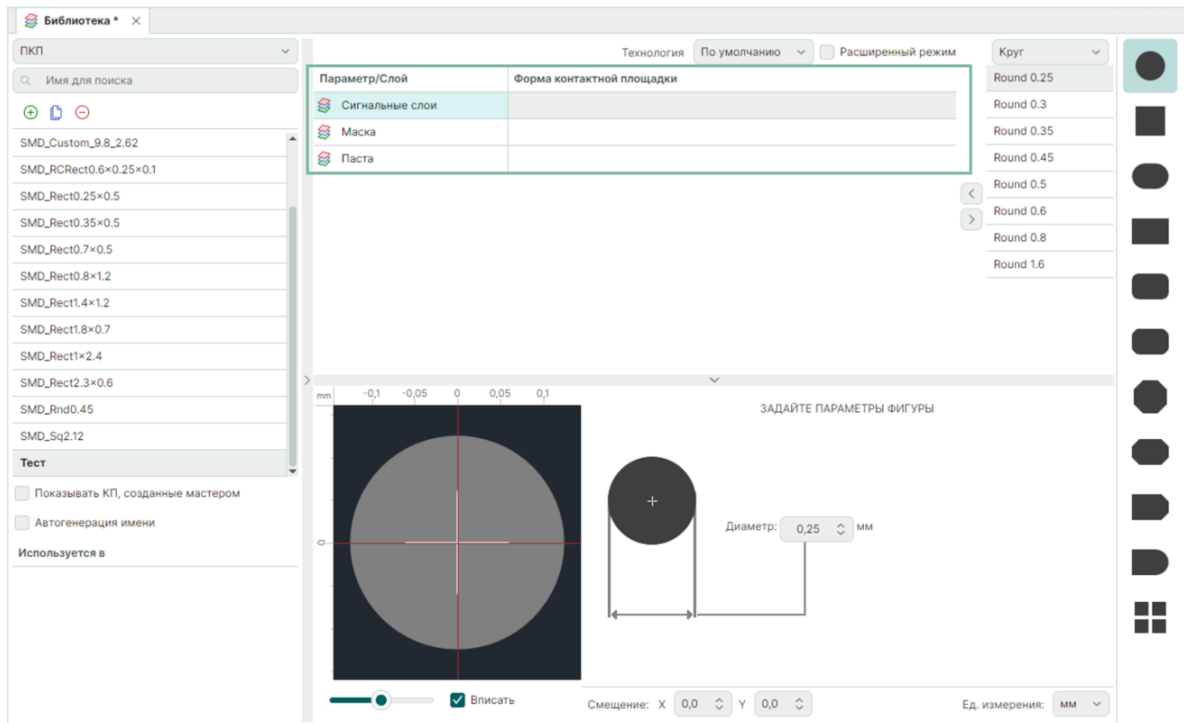 Библиотека *
ПКП
Имя для поиска
SMD_Custom_9.8_2.62
SMD_RCRect0.6×0.25×0.1
SMD_Rect0.25×0.5
SMD_Rect0.35×0.5
SMD_Rect0.7×0.5
SMD_Rect0.8×1.2
SMD_Rect1.4×1.2
SMD_Rect1.8×0.7
SMD_Rect1×2.4
SMD_Rect2.3×0.6
SMD_Rnd0.45
SMD_Sq2.12
Тест
Показывать КП, созданные мастером
Автогенерация имени
Используется в
Технология По умолчанию Расширенный режим
Параметр/Слой Форма контактной площадки
Сигнальные слои
Маска
Паста
Круг
Round 0.25
Round 0.3
Round 0.35
Round 0.45
Round 0.5
Round 0.6
Round 0.8
Round 1.6
mm -0,1 -0,05 0 0,05 0,1
0
Вписать
ЗАДАЙТЕ ПАРАМЕТРЫ ФИГУРЫ
Диаметр: 0,25 мм
Смещение: X 0,0 Y 0,0 Ед. измерения: мм